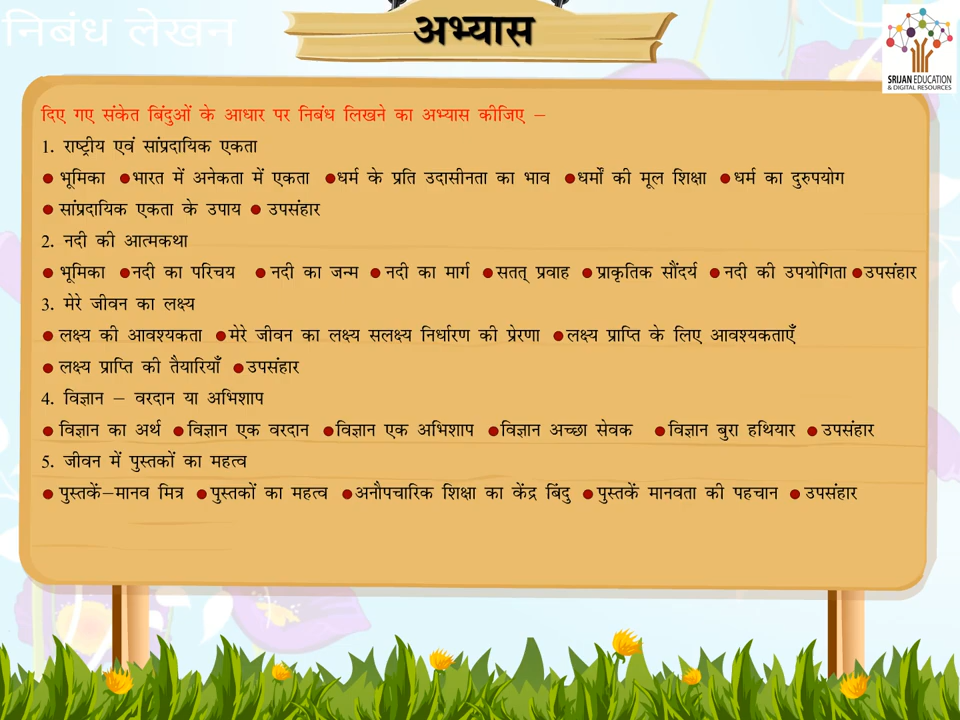 निबंध लेखन
अभ्यास
SRIJAN EDUCATION
& DIGITAL RESOURCES
दिए गए संकेत बिंदुओं के आधार पर निबंध लिखने का अभ्यास कीजिए –
1. राष्ट्रीय एवं सांप्रदायिक एकता
● भूमिका ● भारत में अनेकता में एकता ● धर्म के प्रति उदासीनता का भाव ● धर्मों की मूल शिक्षा ● धर्म का दुरुपयोग
● सांप्रदायिक एकता के उपाय ● उपसंहार
2. नदी की आत्मकथा
● भूमिका ● नदी का परिचय ● नदी का जन्म ● नदी का मार्ग ● सतत् प्रवाह ● प्राकृतिक सौंदर्य ● नदी की उपयोगिता ● उपसंहार
3. मेरे जीवन का लक्ष्य
● लक्ष्य की आवश्यकता ● मेरे जीवन का लक्ष्य सलक्ष्य निर्धारण की प्रेरणा ● लक्ष्य प्राप्ति के लिए आवश्यकताएँ
● लक्ष्य प्राप्ति की तैयारियाँ ● उपसंहार
4. विज्ञान – वरदान या अभिशाप
● विज्ञान का अर्थ ● विज्ञान एक वरदान ● विज्ञान एक अभिशाप ● विज्ञान अच्छा सेवक ● विज्ञान बुरा हथियार ● उपसंहार
5. जीवन में पुस्तकों का महत्व
● पुस्तकें–मानव मित्र ● पुस्तकों का महत्व ● अनौपचारिक शिक्षा का केंद्र बिंदु ● पुस्तकें मानवता की पहचान ● उपसंहार